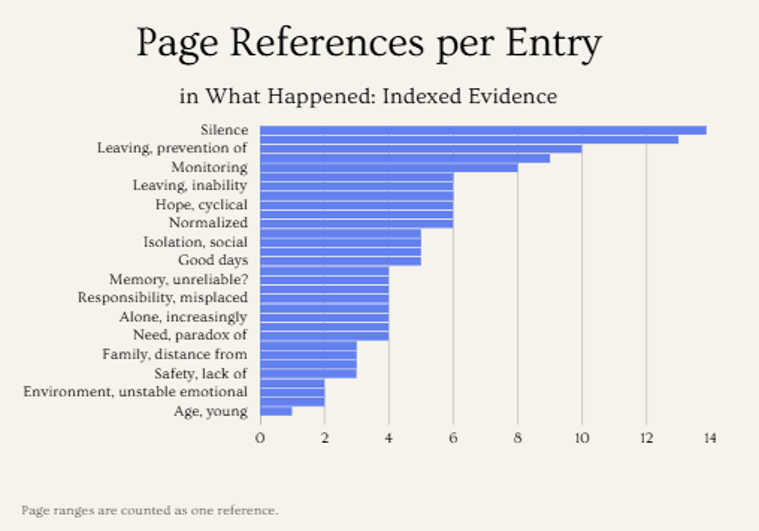 Page References per Entry
in What Happened: Indexed Evidence
Silence
Leaving, prevention of
Monitoring
Leaving, inability
Hope, cyclical
Normalized
Isolation, social
Good days
Memory, unreliable?
Responsibility, misplaced
Alone, increasingly
Need, paradox of
Family, distance from
Safety, lack of
Environment, unstable emotional
Age, young
0 2 4 6 8 10 12 14
Page ranges are counted as one reference.